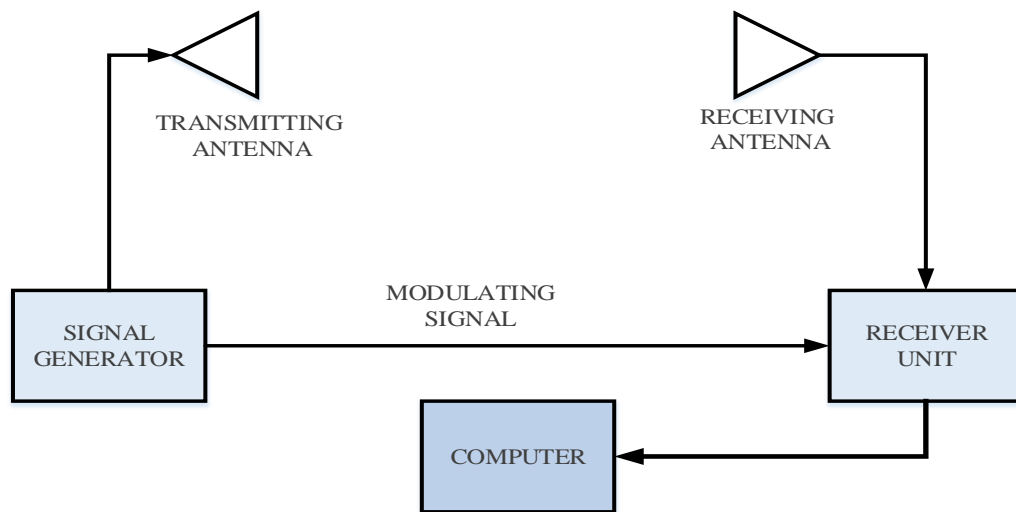 TRANSMITTING
ANTENNA
RECEIVING
ANTENNA
MODULATING
SIGNAL
SIGNAL
GENERATOR
RECEIVER
UNIT
COMPUTER